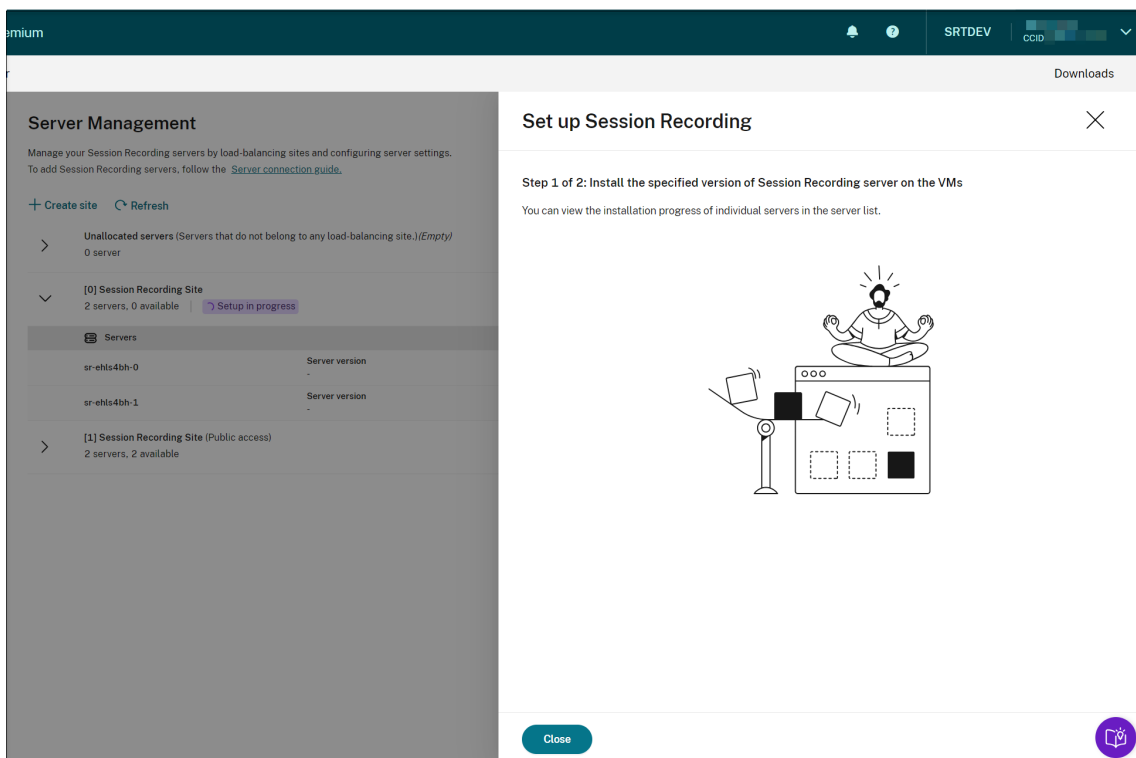 SRTDEV
CCID
Downloads
Server Management
Manage your Session Recording servers by load-balancing sites and configuring server settings.
To add Session Recording servers, follow the Server connection guide.
Create site
Refresh
Unallocated servers (Servers that do not belong to any load-balancing site.)(Empty)
0 server
[0] Session Recording Site
2 servers, 0 available
Setup in progress
Servers
sr-ehls4bh-0
Server version
-
sr-ehls4bh-1
Server version
-
[1] Session Recording Site (Public access)
2 servers, 2 available
Set up Session Recording
Step 1 of 2: Install the specified version of Session Recording server on the VMs
You can view the installation progress of individual servers in the server list.
Close